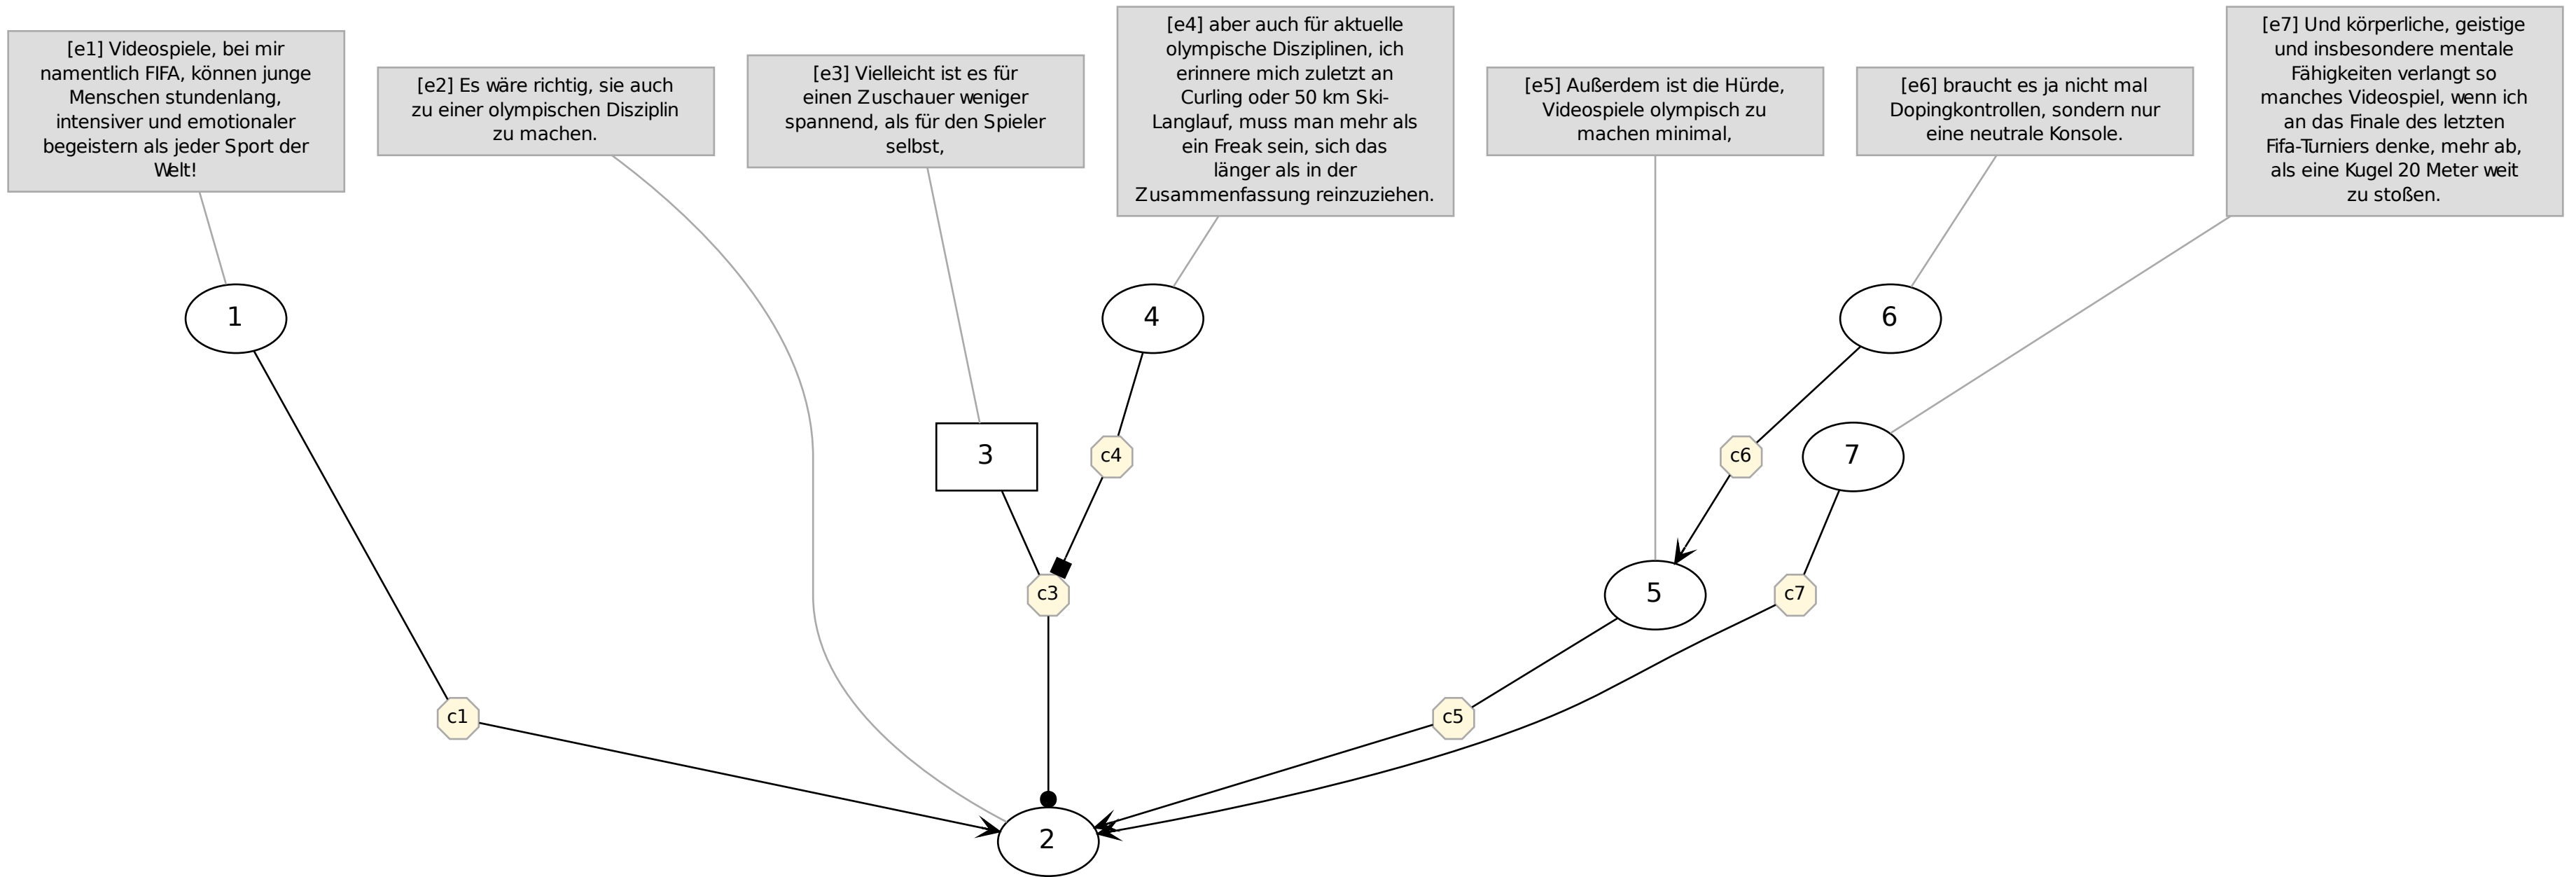 [e1] Videospiele, bei mir
namentlich FIFA, können junge
Menschen stundenlang,
intensiver und emotionaler
begeistern als jeder Sport der
Welt!
[e2] Es wäre richtig, sie auch
zu einer olympischen Disziplin
zu machen.
[e3] Vielleicht ist es für
einen Zuschauer weniger
spannend, als für den Spieler
selbst,
[e4] aber auch für aktuelle
olympische Disziplinen, ich
erinnere mich zuletzt an
Curling oder 50 km Ski-
Langlauf, muss man mehr als
ein Freak sein, sich das
länger als in der
Zusammenfassung reinzuziehen.
[e5] Außerdem ist die Hürde,
Videospiele olympisch zu
machen minimal,
[e6] braucht es ja nicht mal
Dopingkontrollen, sondern nur
eine neutrale Konsole.
[e7] Und körperliche, geistige
und insbesondere mentale
Fähigkeiten verlangt so
manches Videospiel, wenn ich
an das Finale des letzten
Fifa-Turniers denke, mehr ab,
als eine Kugel 20 Meter weit
zu stoßen.
1
4
6
3
c4
c6
7
c3
5
c7
c1
c5
2